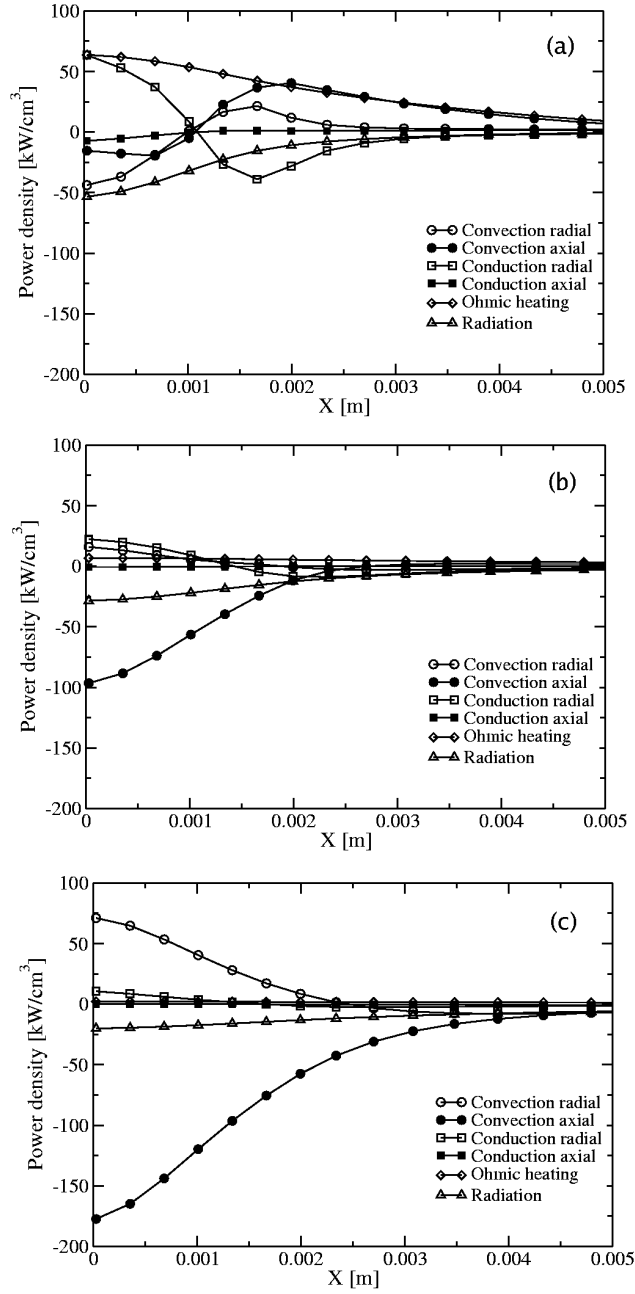 100
(a)
50
0
-50
-100
-150
-200
Power density [kW/cm³]
Convection radial
Convection axial
Conduction radial
Conduction axial
Ohmic heating
Radiation
0 0.001 0.002 0.003 0.004 0.005
X [m]
100
(b)
50
0
-50
-100
-150
-200
Power density [kW/cm³]
Convection radial
Convection axial
Conduction radial
Conduction axial
Ohmic heating
Radiation
0 0.001 0.002 0.003 0.004 0.005
X [m]
100
(c)
50
0
-50
-100
-150
-200
Power density [kW/cm³]
Convection radial
Convection axial
Conduction radial
Conduction axial
Ohmic heating
Radiation
0 0.001 0.002 0.003 0.004 0.005
X [m]